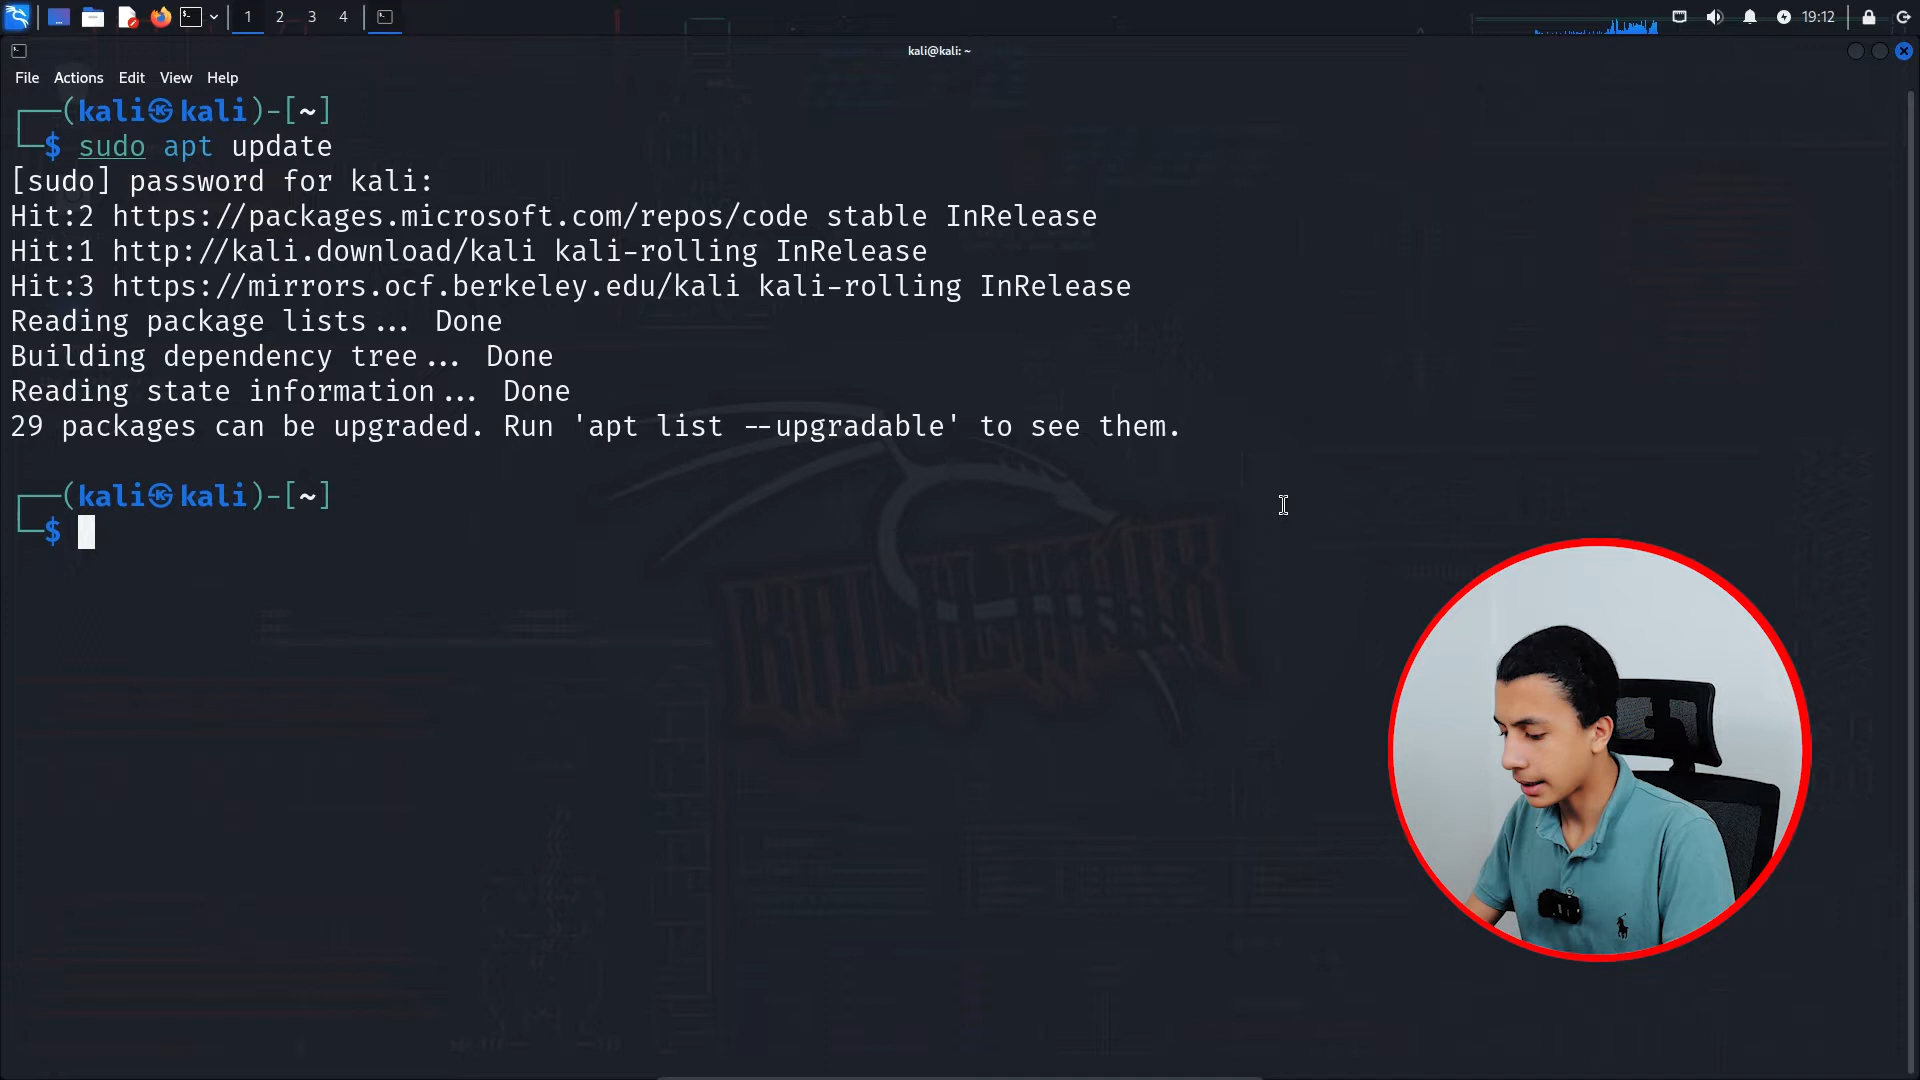 1 2 3 4 19:12
kali@kali: ~
File Actions Edit View Help
┌──(kali㉿kali)-[~]
└─$ sudo apt update
[sudo] password for kali:
Hit:2 https://packages.microsoft.com/repos/code stable InRelease
Hit:1 http://kali.download/kali kali-rolling InRelease
Hit:3 https://mirrors.ocf.berkeley.edu/kali kali-rolling InRelease
Reading package lists... Done
Building dependency tree... Done
Reading state information... Done
29 packages can be upgraded. Run 'apt list --upgradable' to see them.
┌──(kali㉿kali)-[~]
└─$
KALI LINUX